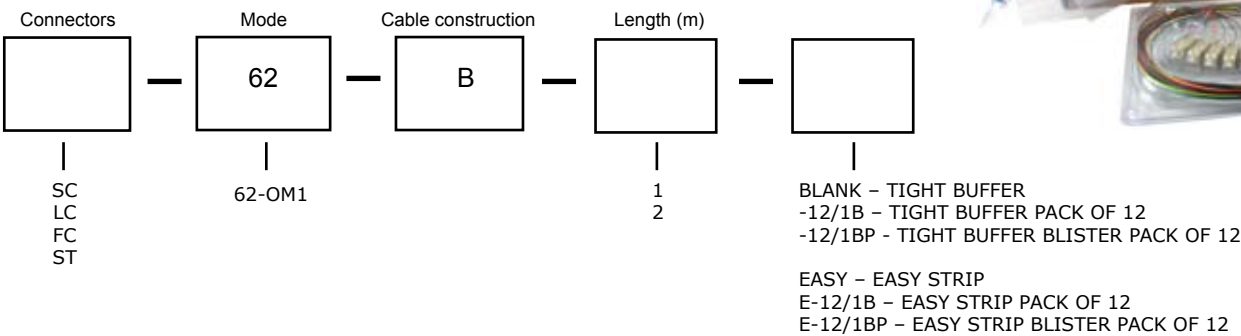 Connectors Mode Cable construction Length (m)
62 B
SC 62-OM1 1 BLANK – TIGHT BUFFER
LC 2 -12/1B – TIGHT BUFFER PACK OF 12
FC -12/1BP - TIGHT BUFFER BLISTER PACK OF 12
ST
EASY – EASY STRIP
E-12/1B – EASY STRIP PACK OF 12
E-12/1BP – EASY STRIP BLISTER PACK OF 12